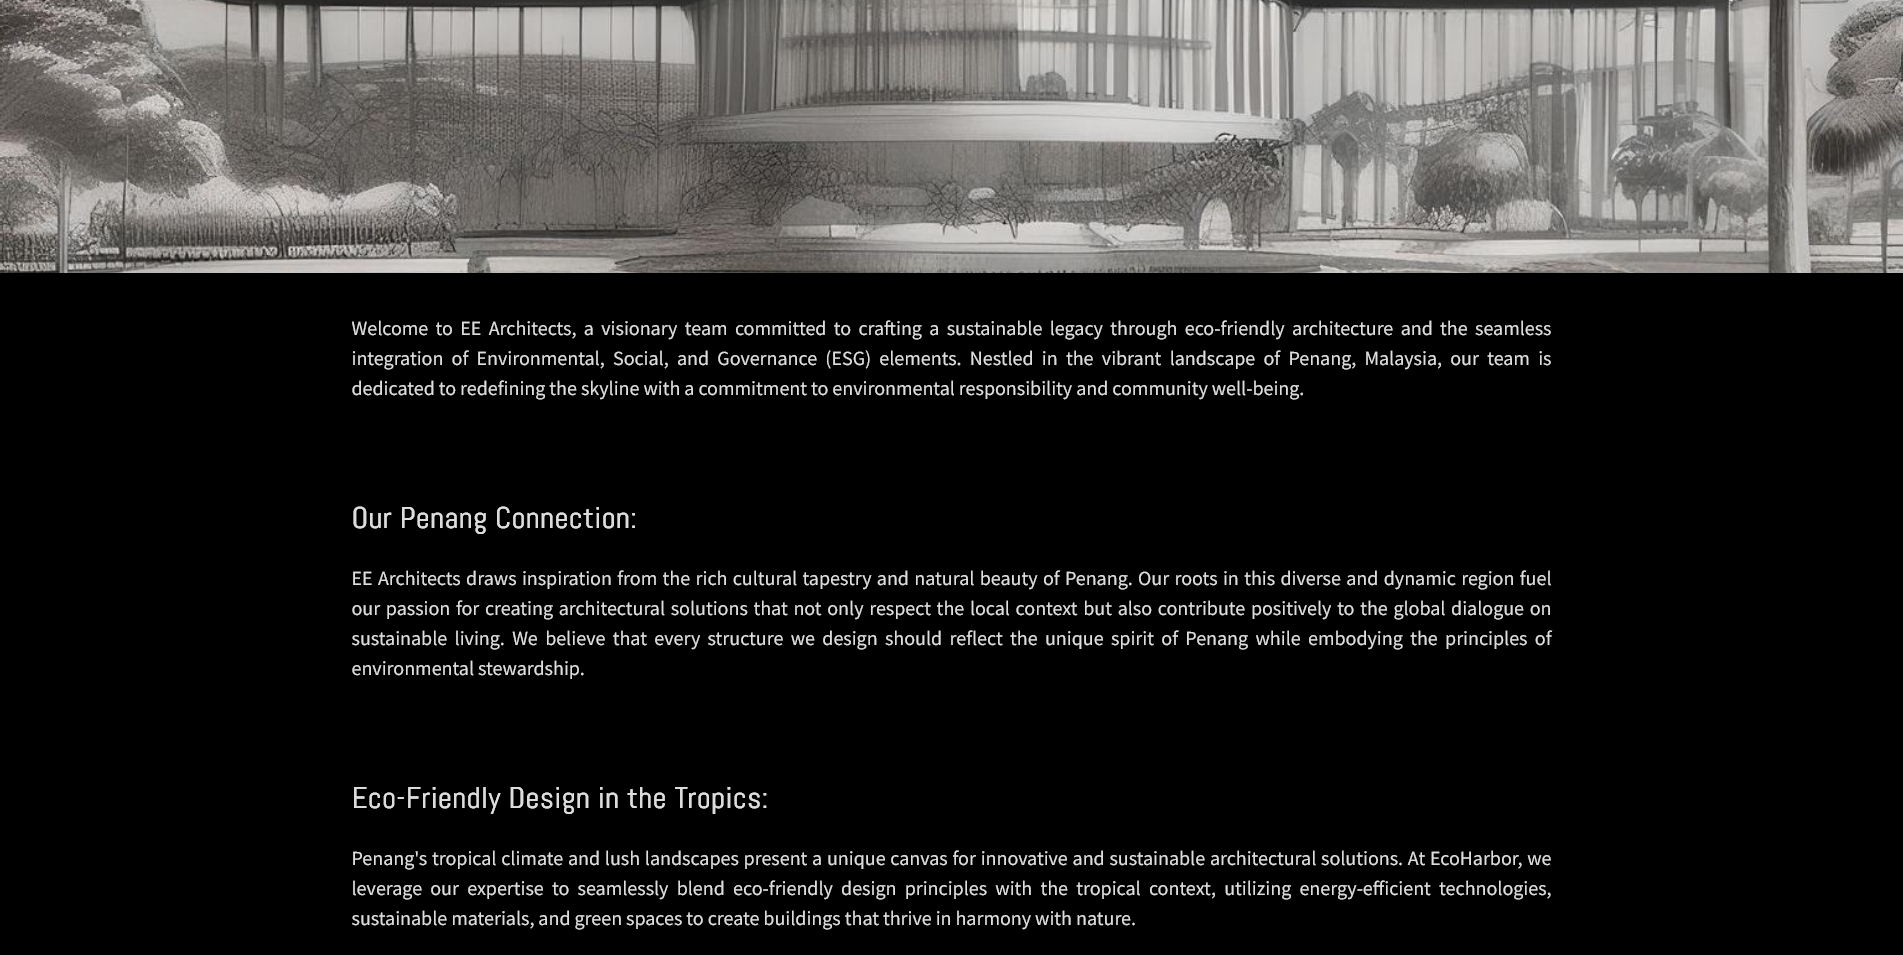 Welcome to EE Architects, a visionary team committed to crafting a sustainable legacy through eco-friendly architecture and the seamless
integration of Environmental, Social, and Governance (ESG) elements. Nestled in the vibrant landscape of Penang, Malaysia, our team is
dedicated to redefining the skyline with a commitment to environmental responsibility and community well-being.
Our Penang Connection:
EE Architects draws inspiration from the rich cultural tapestry and natural beauty of Penang. Our roots in this diverse and dynamic region fuel
our passion for creating architectural solutions that not only respect the local context but also contribute positively to the global dialogue on
sustainable living. We believe that every structure we design should reflect the unique spirit of Penang while embodying the principles of
environmental stewardship.
Eco-Friendly Design in the Tropics:
Penang's tropical climate and lush landscapes present a unique canvas for innovative and sustainable architectural solutions. At EcoHarbor, we
leverage our expertise to seamlessly blend eco-friendly design principles with the tropical context, utilizing energy-efficient technologies,
sustainable materials, and green spaces to create buildings that thrive in harmony with nature.